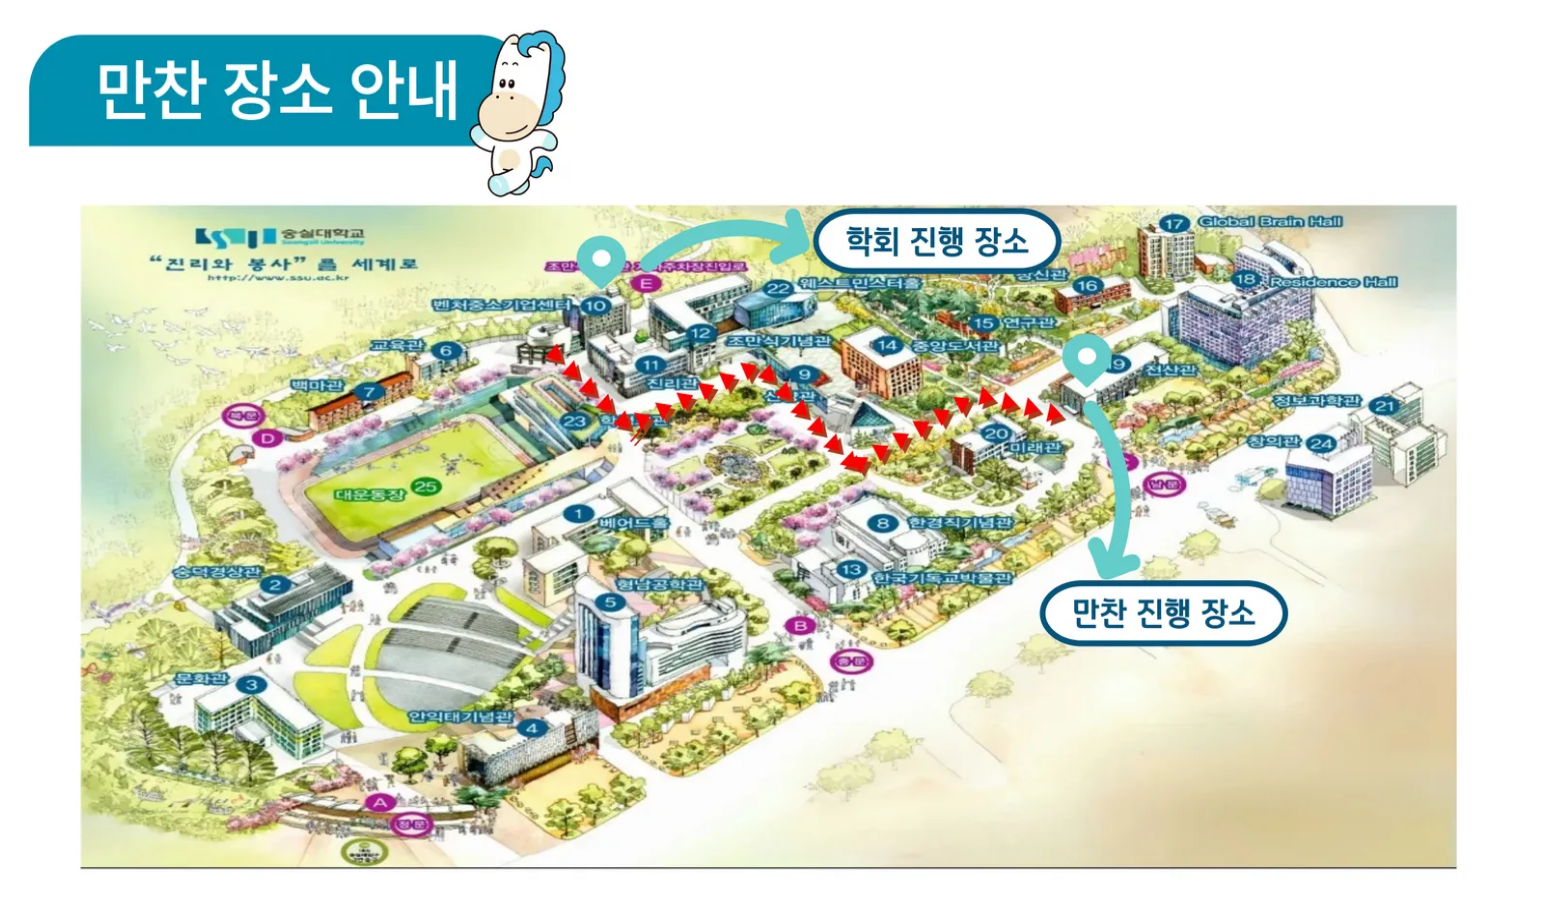 만찬 장소 안내
숭실대학교
Soongsil University
“진리와 봉사” 를 세계로
http://www.ssu.ac.kr
학회 진행 장소
17 Global Brain Hall
E
벤처중소기업센터 10
22 웨스트민스터홀
16
18 Residence Hall
15 연구관
12 조만식기념관
14 중앙도서관
교육관 6
11 진리관
9
전산관
백마관 7
정보과학관 21
북문
D
23
20 미래관
창의관 24
남문
대운동장 25
1 베어드홀
8 한경직기념관
숭덕경상관
2
13 한국기독교박물관
형남공학관
5
만찬 진행 장소
B
중문
문화관 3
안익태기념관 4
A
정문